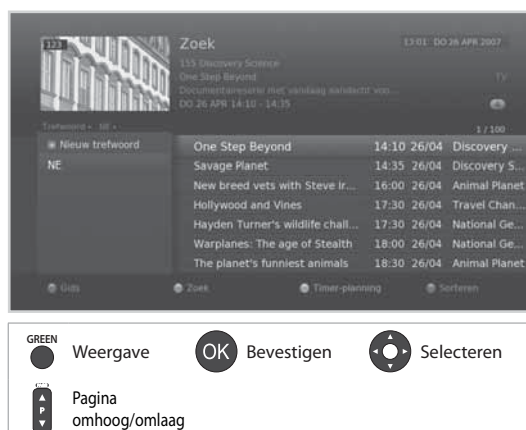 123
Zoek
13:01 DO 26 APR 2007
155 Discovery Science
One Step Beyond
TV
Documentaireserie met vandaag aandacht voo...
DO 26 APR 14:10 - 14:35
Trefwoord
1 / 100
Nieuw trefwoord
NE
One Step Beyond 14:10 26/04 Discovery ...
Savage Planet 14:35 26/04 Discovery S...
New breed vets with Steve Ir... 16:00 26/04 Animal Planet
Hollywood and Vines 17:30 26/04 Travel Chan...
Hayden Turner's wildlife chall... 17:30 26/04 National Ge...
Warplanes: The age of Stealth 18:00 26/04 National Ge...
The planet's funniest animals 18:30 26/04 Animal Planet
Gids
Zoek
Timer-planning
Sorteren
GREEN
Weergave
OK
Bevestigen
Selecteren
P
Pagina
omhoog/omlaag